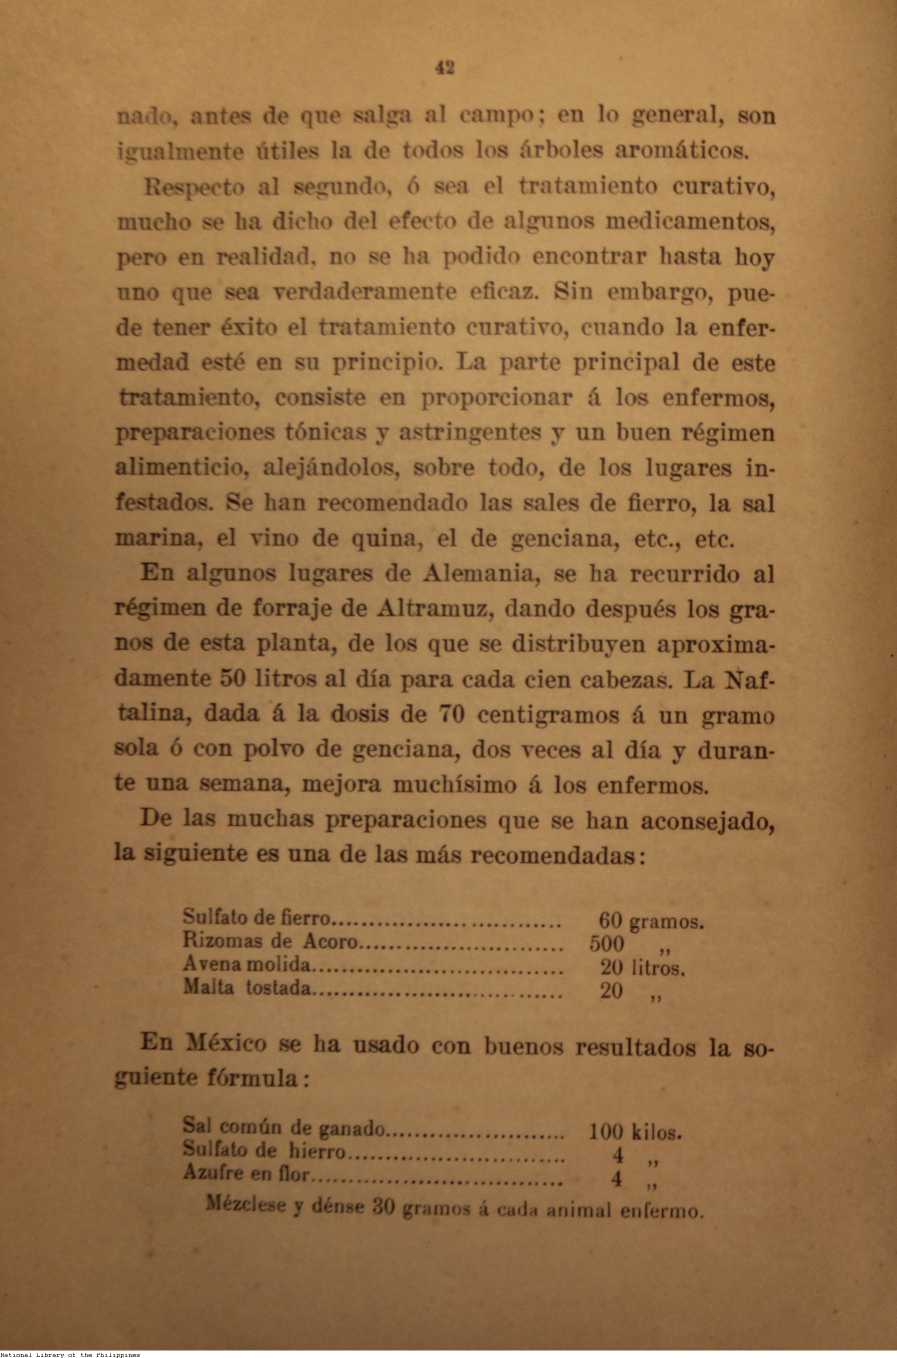 42
nado, antes de que salga al campo; en lo general, son
igualmente útiles la de todos los árboles aromáticos.
Respecto al segundo, ó sea el tratamiento curativo,
mucho se ha dicho del efecto de algunos medicamentos,
pero en realidad, no se ha podido encontrar hasta hoy
uno que sea verdaderamente eficaz. Sin embargo, pue-
de tener éxito el tratamiento curativo, cuando la enfer-
medad esté en su principio. La parte principal de este
tratamiento, consiste en proporcionar á los enfermos,
preparaciones tónicas y astringentes y un buen régimen
alimenticio, alejándolos, sobre todo, de los lugares in-
festados. Se han recomendado las sales de fierro, la sal
marina, el vino de quina, el de genciana, etc., etc.
En algunos lugares de Alemania, se ha recurrido al
régimen de forraje de Altramuz, dando después los gra-
nos de esta planta, de los que se distribuyen aproxima-
damente 50 litros al día para cada cien cabezas. La Naf-
talina, dada á la dosis de 70 centigramos á un gramo
sola ó con polvo de genciana, dos veces al día y duran-
te una semana, mejora muchísimo á los enfermos.
De las muchas preparaciones que se han aconsejado,
la siguiente es una de las más recomendadas:
Sulfato de fierro.............................. 60 gramos.
Rizomas de Acoro........................... 500 „
Avena molida................................. 20 litros.
Malta tostada................................. 20 „
En México se ha usado con buenos resultados la so-
guiente fórmula:
Sal común de ganado........................ 100 kilos.
Sulfato de hierro............................. 4 „
Azufre en flor.................................. 4 „
Mézclese y dénse 30 gramos á cada animal enfermo.
National Library of the Philippines